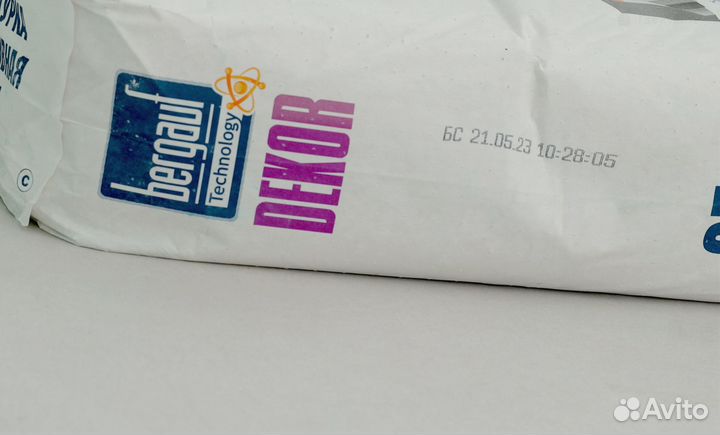 bergauf
Technology
DEKOR
БС 21.05.23 10:28:05
©
Avito